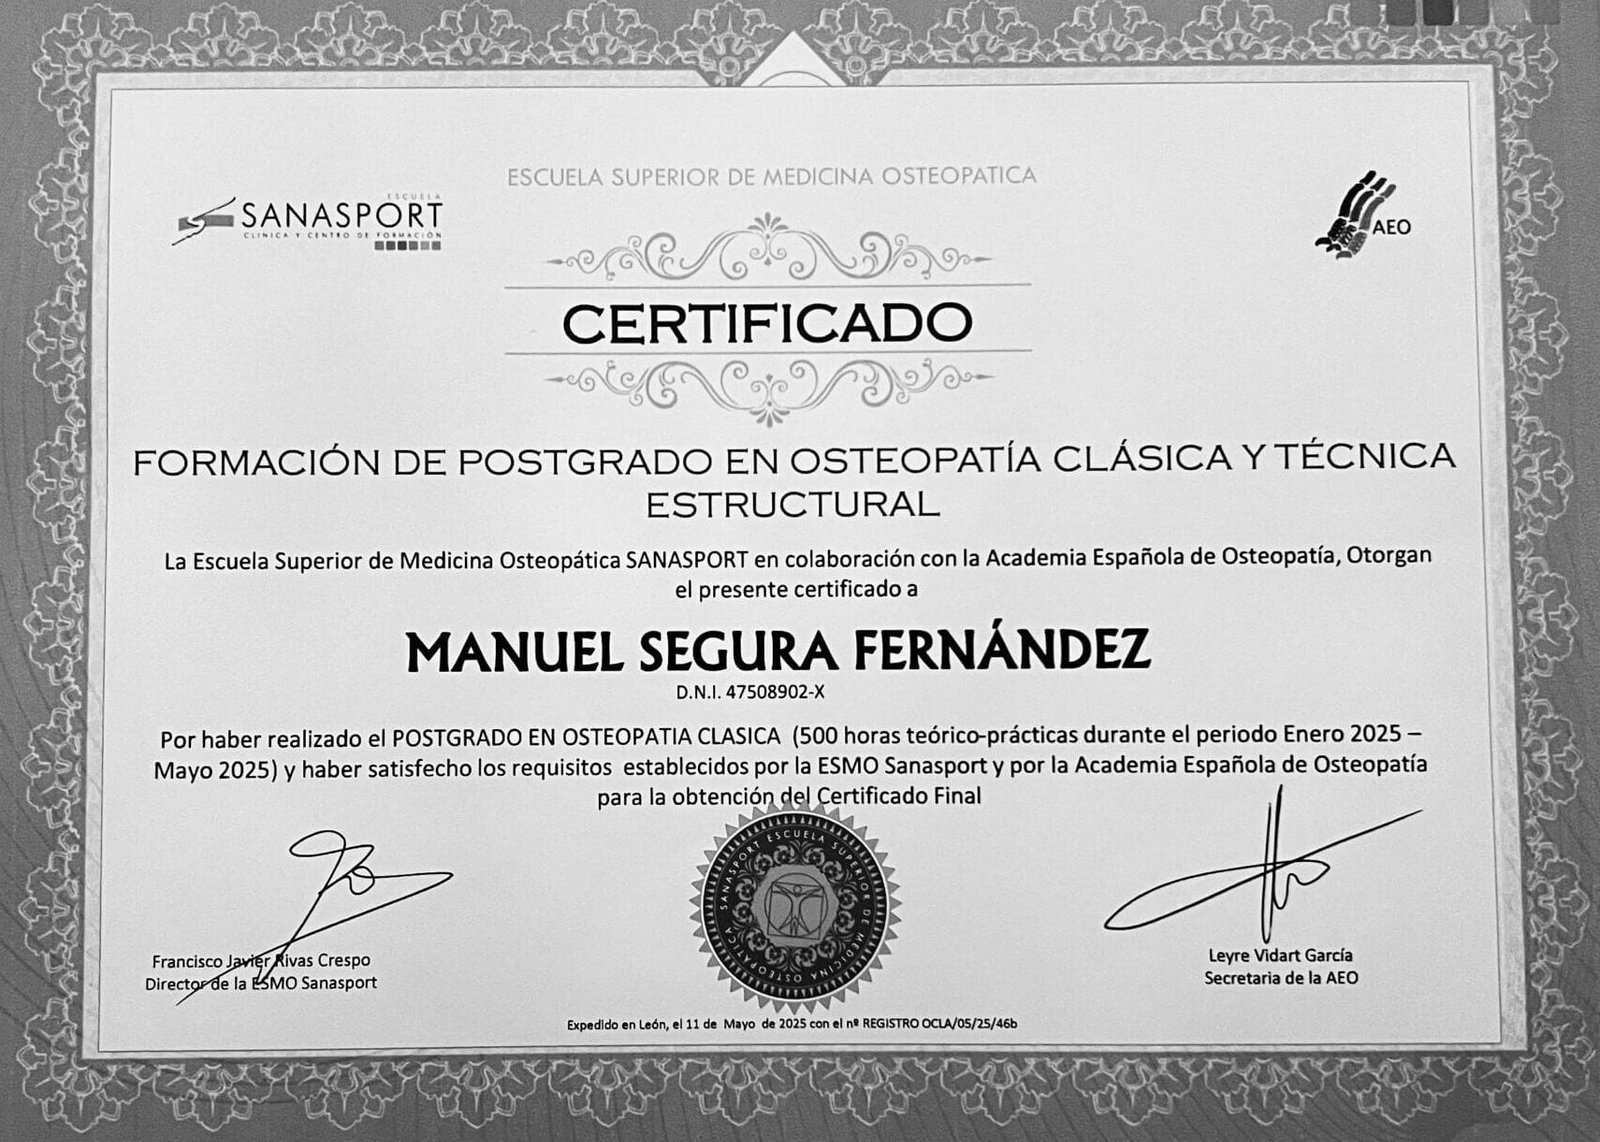 ESCUELA SUPERIOR DE MEDICINA OSTEOPATICA
ESCUELA
SANASPORT
CLINICA Y CENTRO DE FORMACIÓN
AEO
CERTIFICADO
FORMACIÓN DE POSTGRADO EN OSTEOPATÍA CLÁSICA Y TÉCNICA
ESTRUCTURAL
La Escuela Superior de Medicina Osteopática SANASPORT en colaboración con la Academia Española de Osteopatía, Otorgan
el presente certificado a
MANUEL SEGURA FERNÁNDEZ
D.N.I. 47508902-X
Por haber realizado el POSTGRADO EN OSTEOPATIA CLASICA (500 horas teórico-prácticas durante el periodo Enero 2025 –
Mayo 2025) y haber satisfecho los requisitos establecidos por la ESMO Sanasport y por la Academia Española de Osteopatía
para la obtención del Certificado Final
SANASPORT ESCUELA SUPERIOR DE MEDICINA OSTEOPATICA
Francisco Javier Rivas Crespo
Director de la ESMO Sanasport
Leyre Vidart García
Secretaria de la AEO
Expedido en León, el 11 de Mayo de 2025 con el nº REGISTRO OCLA/05/25/46b